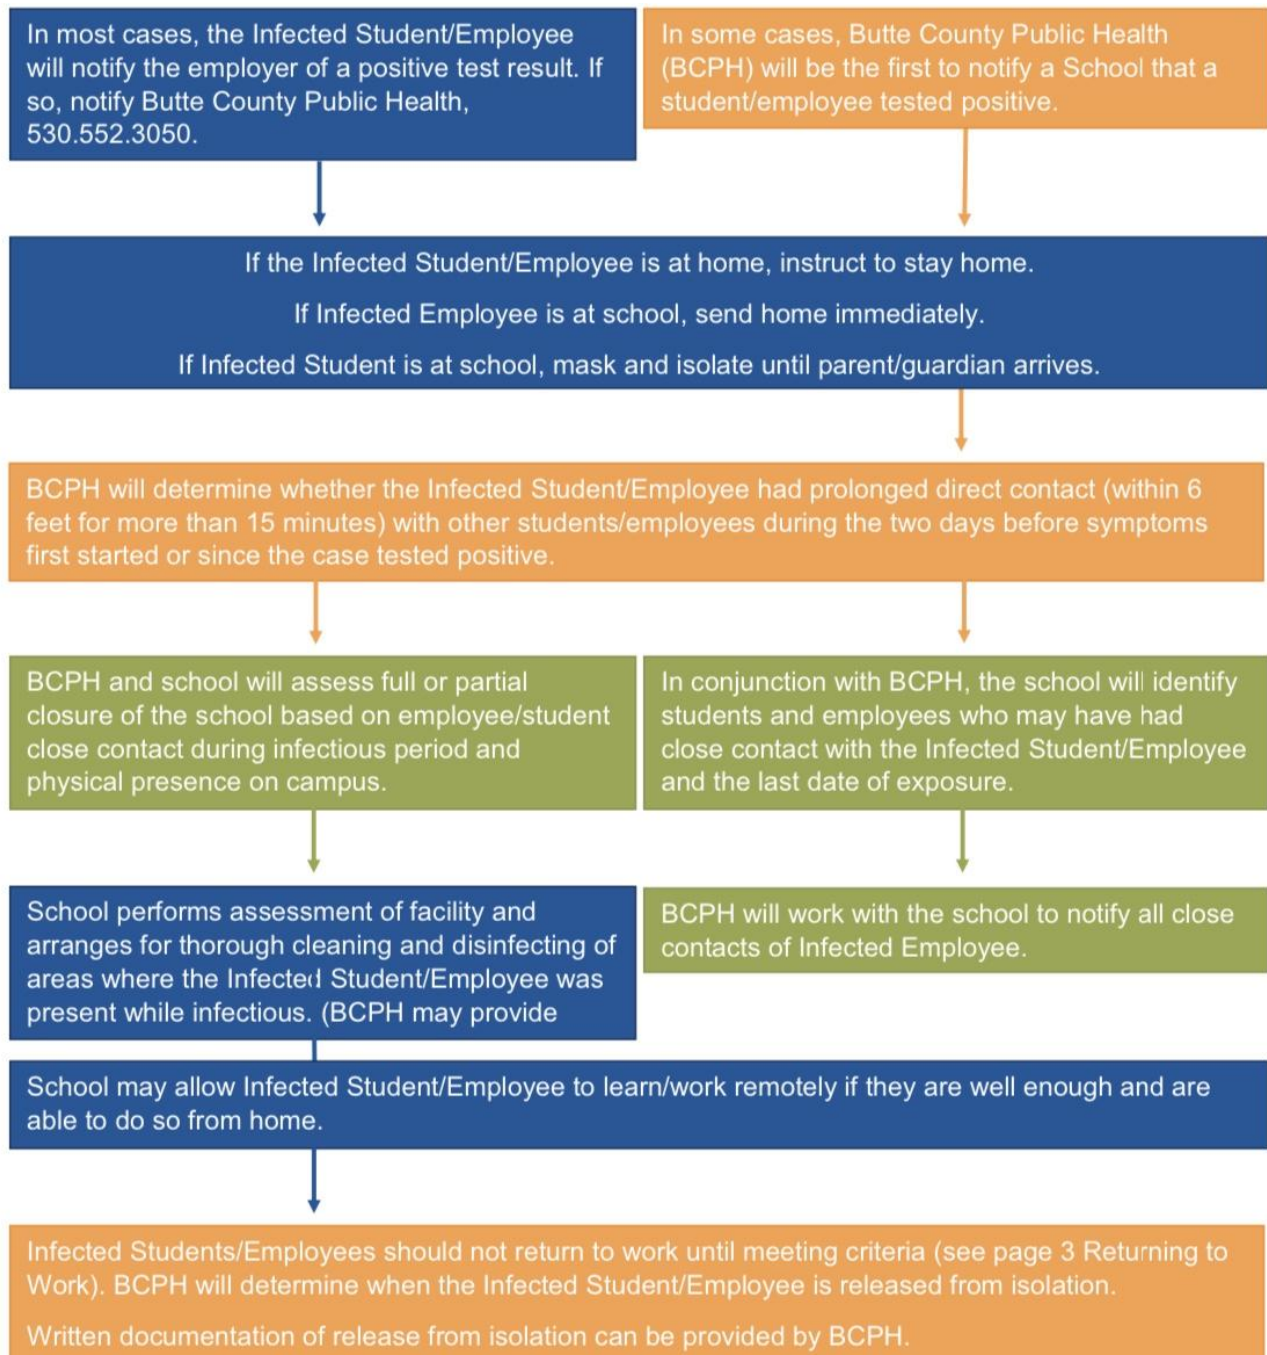 In most cases, the Infected Student/Employee
will notify the employer of a positive test result. If
so, notify Butte County Public Health,
530.552.3050.
In some cases, Butte County Public Health
(BCPH) will be the first to notify a School that a
student/employee tested positive.
If the Infected Student/Employee is at home, instruct to stay home.
If Infected Employee is at school, send home immediately.
If Infected Student is at school, mask and isolate until parent/guardian arrives.
BCPH will determine whether the Infected Student/Employee had prolonged direct contact (within 6
feet for more than 15 minutes) with other students/employees during the two days before symptoms
first started or since the case tested positive.
BCPH and school will assess full or partial
closure of the school based on employee/student
close contact during infectious period and
physical presence on campus.
In conjunction with BCPH, the school will identify
students and employees who may have had
close contact with the Infected Student/Employee
and the last date of exposure.
School performs assessment of facility and
arranges for thorough cleaning and disinfecting of
areas where the Infected Student/Employee was
present while infectious. (BCPH may provide
BCPH will work with the school to notify all close
contacts of Infected Employee.
School may allow Infected Student/Employee to learn/work remotely if they are well enough and are
able to do so from home.
Infected Students/Employees should not return to work until meeting criteria (see page 3 Returning to
Work). BCPH will determine when the Infected Student/Employee is released from isolation.
Written documentation of release from isolation can be provided by BCPH.